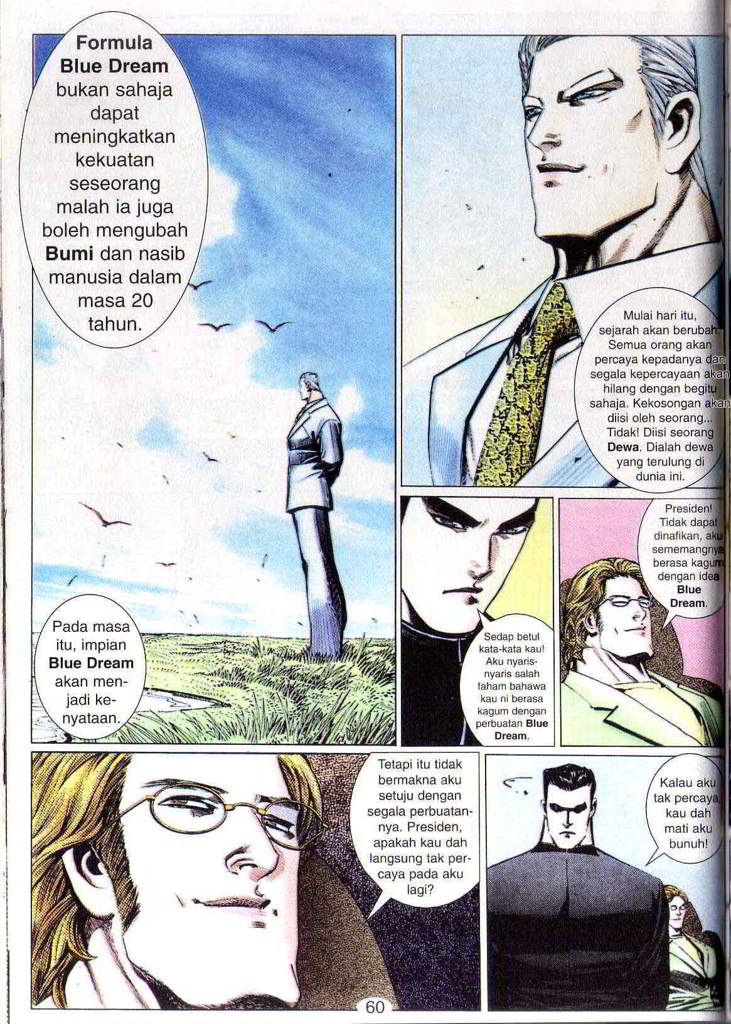 Formula
Blue Dream
bukan sahaja
dapat
meningkatkan
kekuatan
seseorang
malah ia juga
boleh mengubah
Bumi dan nasib
manusia dalam
masa 20
tahun.
Mulai hari itu,
sejarah akan berubah.
Semua orang akan
percaya kepadanya dan
segala kepercayaan akan
hilang dengan begitu
sahaja. Kekosongan akan
diisi oleh seorang...
Tidak! Diisi seorang
Dewa. Dialah dewa
yang terulung di
dunia ini.
Pada masa
itu, impian
Blue Dream
akan men-
jadi ke-
nyataan.
Sedap betul
kata-kata kau!
Aku nyaris-
nyaris salah
faham bahawa
kau ni berasa
kagum dengan
perbuatan Blue
Dream.
Presiden!
Tidak dapat
dinafikan, aku
sememangnya
berasa kagum
dengan idea
Blue
Dream.
Tetapi itu tidak
bermakna aku
setuju dengan
segala perbuatan-
nya. Presiden,
apakah kau dah
langsung tak per-
caya pada aku
lagi?
Kalau aku
tak percaya,
kau dah
mati aku
bunuh!
60